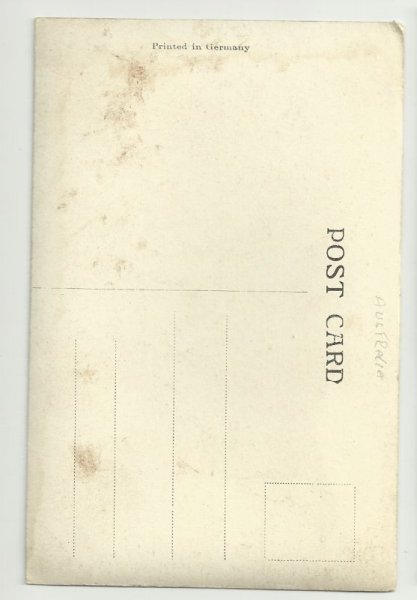 Printed in Germany
POST CARD
AUSTRALIA